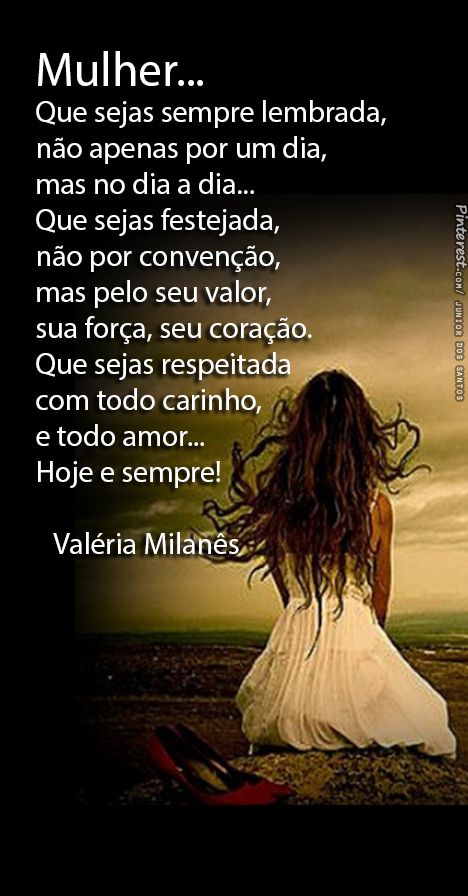 Mulher...
Que sejas sempre lembrada,
não apenas por um dia,
mas no dia a dia...
Que sejas festejada,
não por convenção,
mas pelo seu valor,
sua força, seu coração.
Que sejas respeitada
com todo carinho,
e todo amor...
Hoje e sempre!
Valéria Milanês
Pinterest.com/ JUNIOR DOS SANTOS